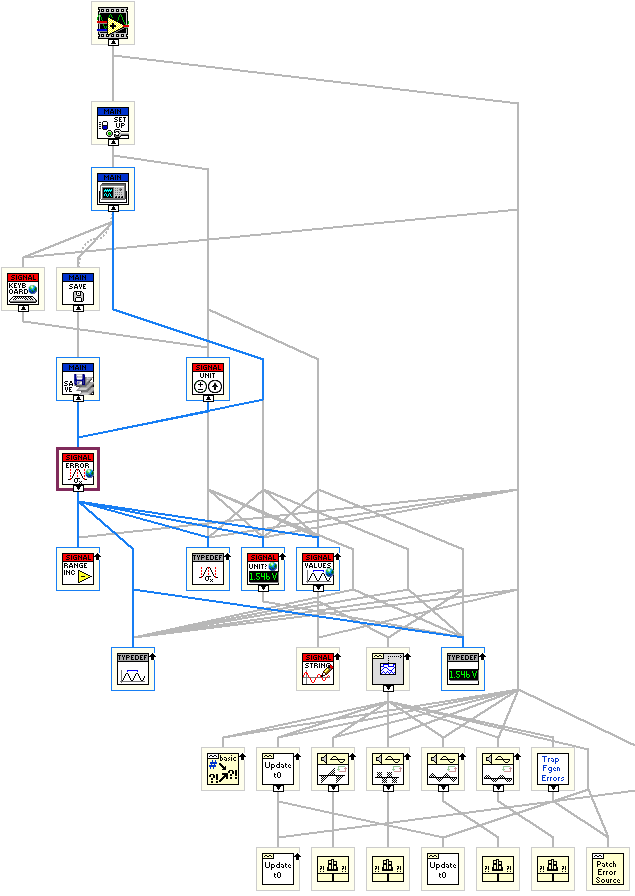 MAIN
SET
UP
MAIN
SIGNAL
KEYB
OARD
MAIN
SAVE
MAIN
SA
VE
SIGNAL
UNIT
SIGNAL
ERROR
σx
SIGNAL
RANGE
INC
TYPEDEF
σx
SIGNAL
UNIT?
1.546 V
SIGNAL
VALUES
TYPEDEF
SIGNAL
STRING
TYPEDEF
1.546 V
basic
#
?!
?!
Update
t0
Trap
Fgen
Errors
Update
t0
?!
?!
?!
?!
Update
t0
?!
?!
?!
?!
Patch
Error
Source